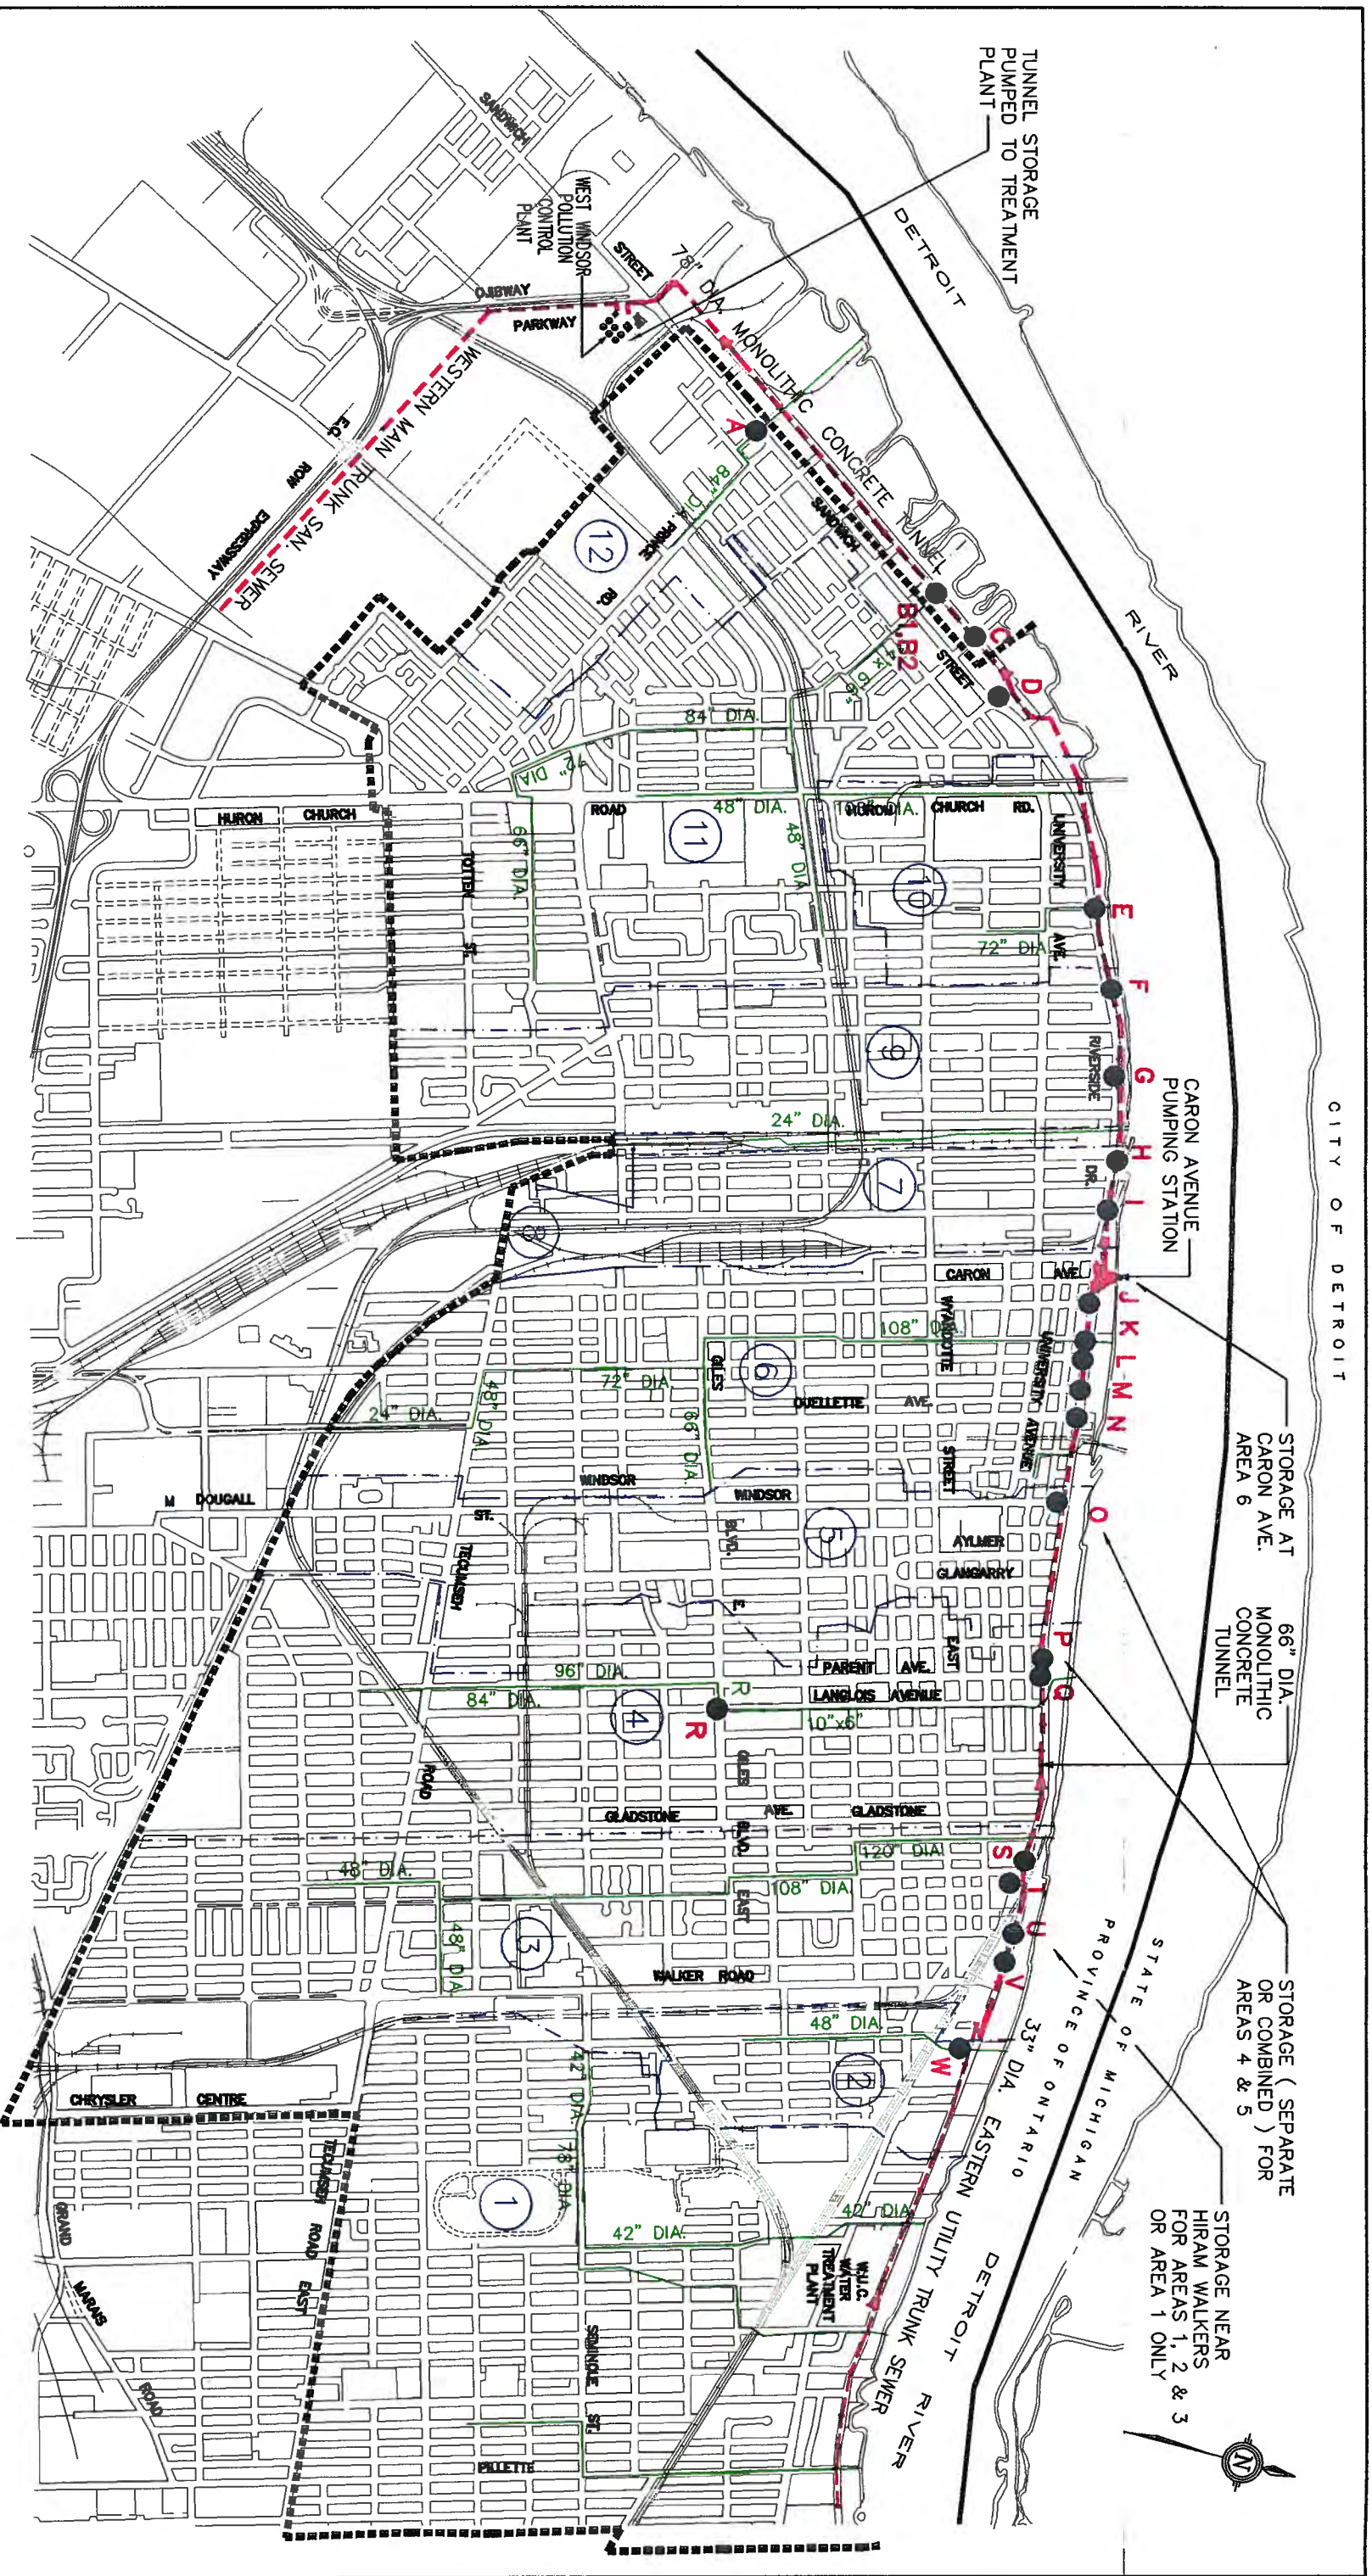 CITY OF DETROIT
DETROIT
RIVER
TUNNEL STORAGE
PUMPED TO TREATMENT
PLANT
CARON AVENUE
PUMPING STATION
STORAGE AT
CARON AVE.
AREA 6
66" DIA.
MONOLITHIC
CONCRETE
TUNNEL
STORAGE ( SEPARATE
OR COMBINED ) FOR
AREAS 4 & 5
STORAGE NEAR
HIRAM WALKERS
FOR AREAS 1, 2 & 3
OR AREA 1 ONLY
N
STATE OF MICHIGAN
PROVINCE OF ONTARIO
DETROIT RIVER
33" DIA. EASTERN UTILITY TRUNK SEWER
78" DIA. MONOLITHIC CONCRETE TUNNEL
WEST WINDSOR
POLLUTION
CONTROL
PLANT
SANDWICH
STREET
OJIBWAY
PARKWAY
WESTERN MAIN TRUNK SAN. SEWER
E.C. ROW EXPRESSWAY
SANDWICH
STREET
PRINCE
RD.
A
B1,B2
C
D
E
F
G
H
I
J
K
L
M
N
O
P
Q
R
R
S
T
U
V
W
1
2
3
4
5
6
7
8
9
10
11
12
84" DIA.
4'x 6'6"
84" DIA.
72" DIA
66" DIA.
48" DIA.
48" DIA.
72" DIA.
24" DIA.
108" DIA.
72" DIA.
66" DIA.
48" DIA.
24" DIA.
96" DIA.
84" DIA.
10"x6"
120" DIA.
108" DIA.
48" DIA.
48" DIA.
48" DIA.
42" DIA.
78" DIA.
42" DIA.
42" DIA.
HURON
CHURCH
ROAD
CHURCH
RD.
UNIVERSITY
AVE.
TOTTEN
ST.
RIVERSIDE
DR.
CARON
AVE.
WYANDOTTE
STREET
EAST
UNIVERSITY
AVENUE
GILES
BLVD.
E.
OUELLETTE
AVE.
WINDSOR
WINDSOR
M DOUGALL
ST.
TECUMSEH
ROAD
AYLMER
GLANGARRY
PARENT
AVE.
LANGLOIS AVENUE
GILES
BLVD.
EAST
GLADSTONE
AVE.
GLADSTONE
WALKER ROAD
CHRYSLER
CENTRE
TECUMSEH
ROAD
EAST
GRAND
MARAIS
ROAD
SEMINOLE
ST.
PILLETTE
W.U.C.
WATER
TREATMENT
PLANT